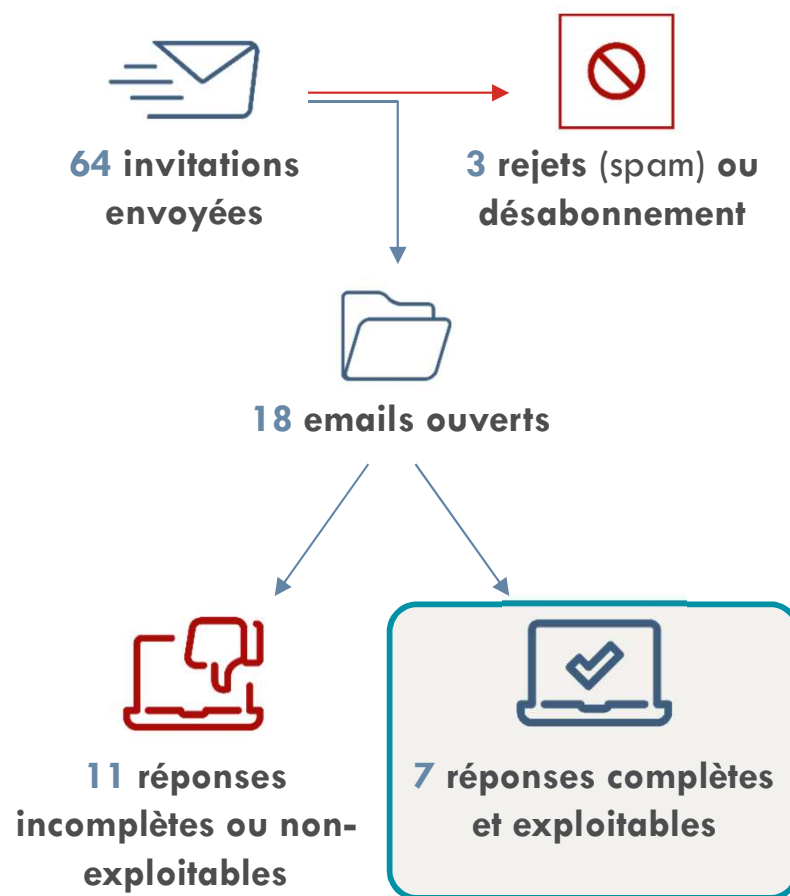 64 invitations
envoyées
3 rejets (spam) ou
désabonnement
18 emails ouverts
11 réponses
incomplètes ou non-
exploitables
7 réponses complètes
et exploitables